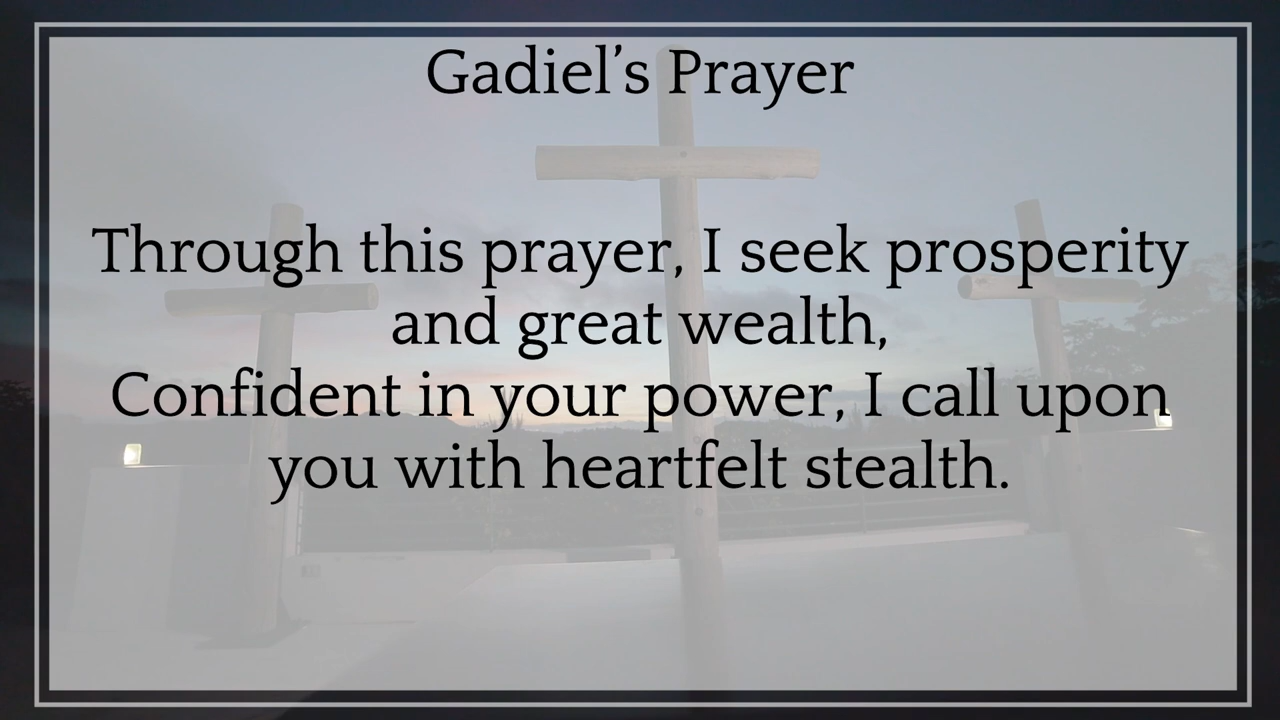 Gadiel’s Prayer
Through this prayer, I seek prosperity
and great wealth,
Confident in your power, I call upon
you with heartfelt stealth.